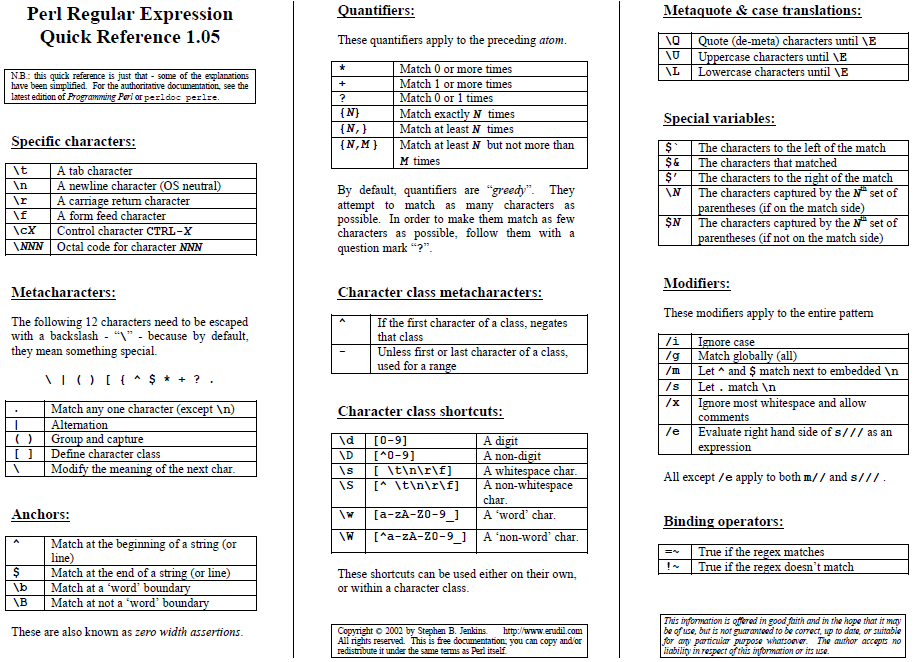 Perl Regular Expression
Quick Reference 1.05
N.B.: this quick reference is just that - some of the explanations
have been simplified. For the authoritative documentation, see the
latest edition of Programming Perl or perldoc perlre.
Specific characters:
\t A tab character
\n A newline character (OS neutral)
\r A carriage return character
\f A form feed character
\cX Control character CTRL-X
\NNN Octal code for character NNN
Metacharacters:
The following 12 characters need to be escaped
with a backslash - “\” - because by default,
they mean something special.
\ | ( ) [ { ^ $ * + ? .
. Match any one character (except \n)
| Alternation
( ) Group and capture
[ ] Define character class
\ Modify the meaning of the next char.
Anchors:
^ Match at the beginning of a string (or
line)
$ Match at the end of a string (or line)
\b Match at a ‘word’ boundary
\B Match at not a ‘word’ boundary
These are also known as zero width assertions.
Quantifiers:
These quantifiers apply to the preceding atom.
* Match 0 or more times
+ Match 1 or more times
? Match 0 or 1 times
{N} Match exactly N times
{N,} Match at least N times
{N,M} Match at least N but not more than
M times
By default, quantifiers are “greedy”. They
attempt to match as many characters as
possible. In order to make them match as few
characters as possible, follow them with a
question mark “?”.
Character class metacharacters:
^ If the first character of a class, negates
that class
- Unless first or last character of a class,
used for a range
Character class shortcuts:
\d [0-9] A digit
\D [^0-9] A non-digit
\s [ \t\n\r\f] A whitespace char.
\S [^ \t\n\r\f] A non-whitespace
char.
\w [a-zA-Z0-9_] A ‘word’ char.
\W [^a-zA-Z0-9_] A ‘non-word’ char.
These shortcuts can be used either on their own,
or within a character class.
Copyright © 2002 by Stephen B. Jenkins. http://www.erudil.com
All rights reserved. This is free documentation; you can copy and/or
redistribute it under the same terms as Perl itself.
Metaquote & case translations:
\Q Quote (de-meta) characters until \E
\U Uppercase characters until \E
\L Lowercase characters until \E
Special variables:
$` The characters to the left of the match
$& The characters that matched
$’ The characters to the right of the match
\N The characters captured by the Nth set of
parentheses (if on the match side)
$N The characters captured by the Nth set of
parentheses (if not on the match side)
Modifiers:
These modifiers apply to the entire pattern
/i Ignore case
/g Match globally (all)
/m Let ^ and $ match next to embedded \n
/s Let . match \n
/x Ignore most whitespace and allow
comments
/e Evaluate right hand side of s/// as an
expression
All except /e apply to both m// and s/// .
Binding operators:
=~ True if the regex matches
!~ True if the regex doesn’t match
This information is offered in good faith and in the hope that it may
be of use, but is not guaranteed to be correct, up to date, or suitable
for any particular purpose whatsoever. The author accepts no
liability in respect of this information or its use.